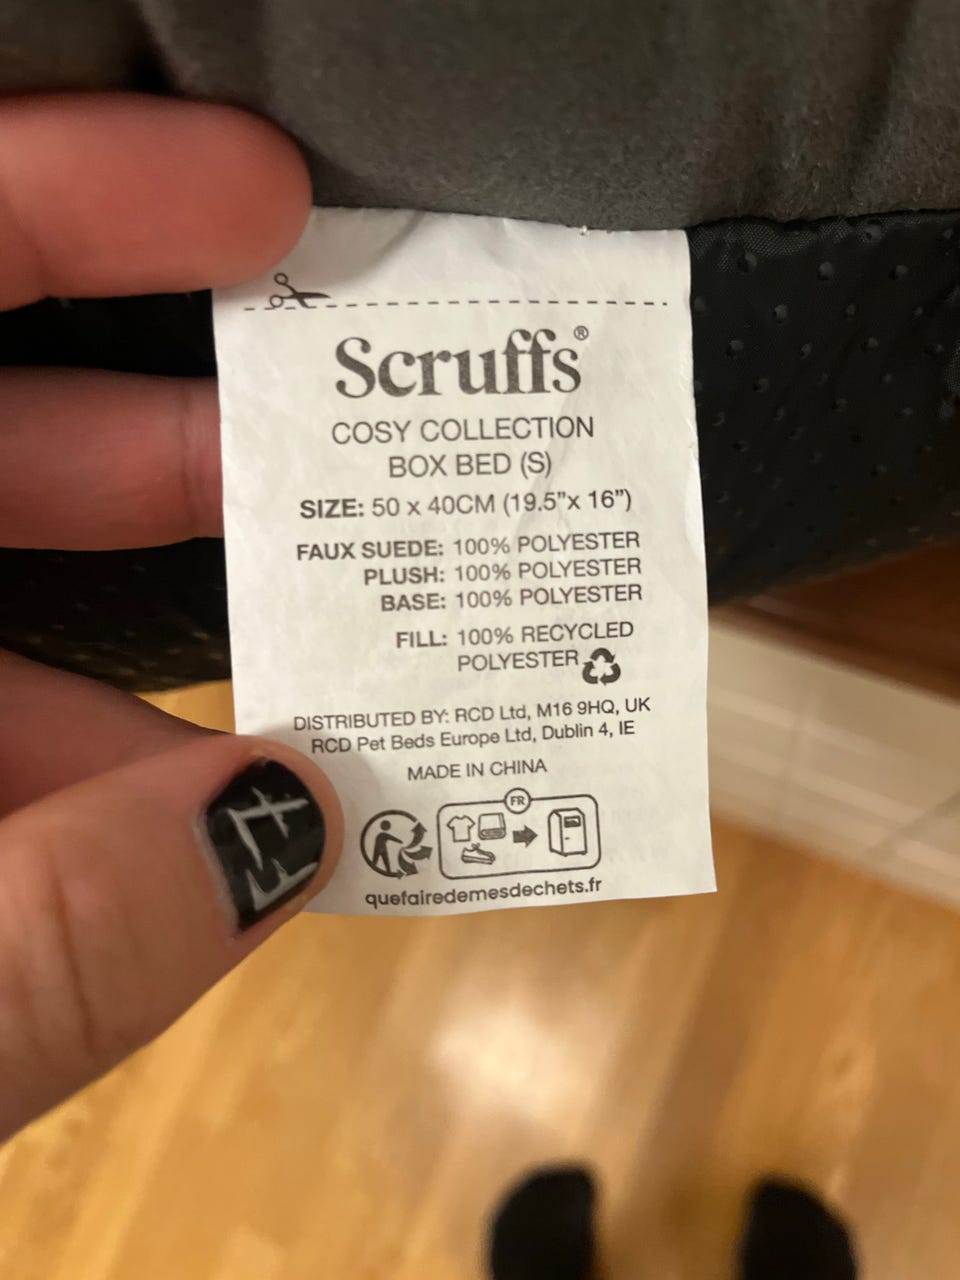 Scruffs®
COSY COLLECTION
BOX BED (S)
SIZE: 50 x 40CM (19.5”x 16”)
FAUX SUEDE: 100% POLYESTER
PLUSH: 100% POLYESTER
BASE: 100% POLYESTER
FILL: 100% RECYCLED
POLYESTER
DISTRIBUTED BY: RCD Ltd, M16 9HQ, UK
RCD Pet Beds Europe Ltd, Dublin 4, IE
MADE IN CHINA
FR
quefairedemesdechets.fr